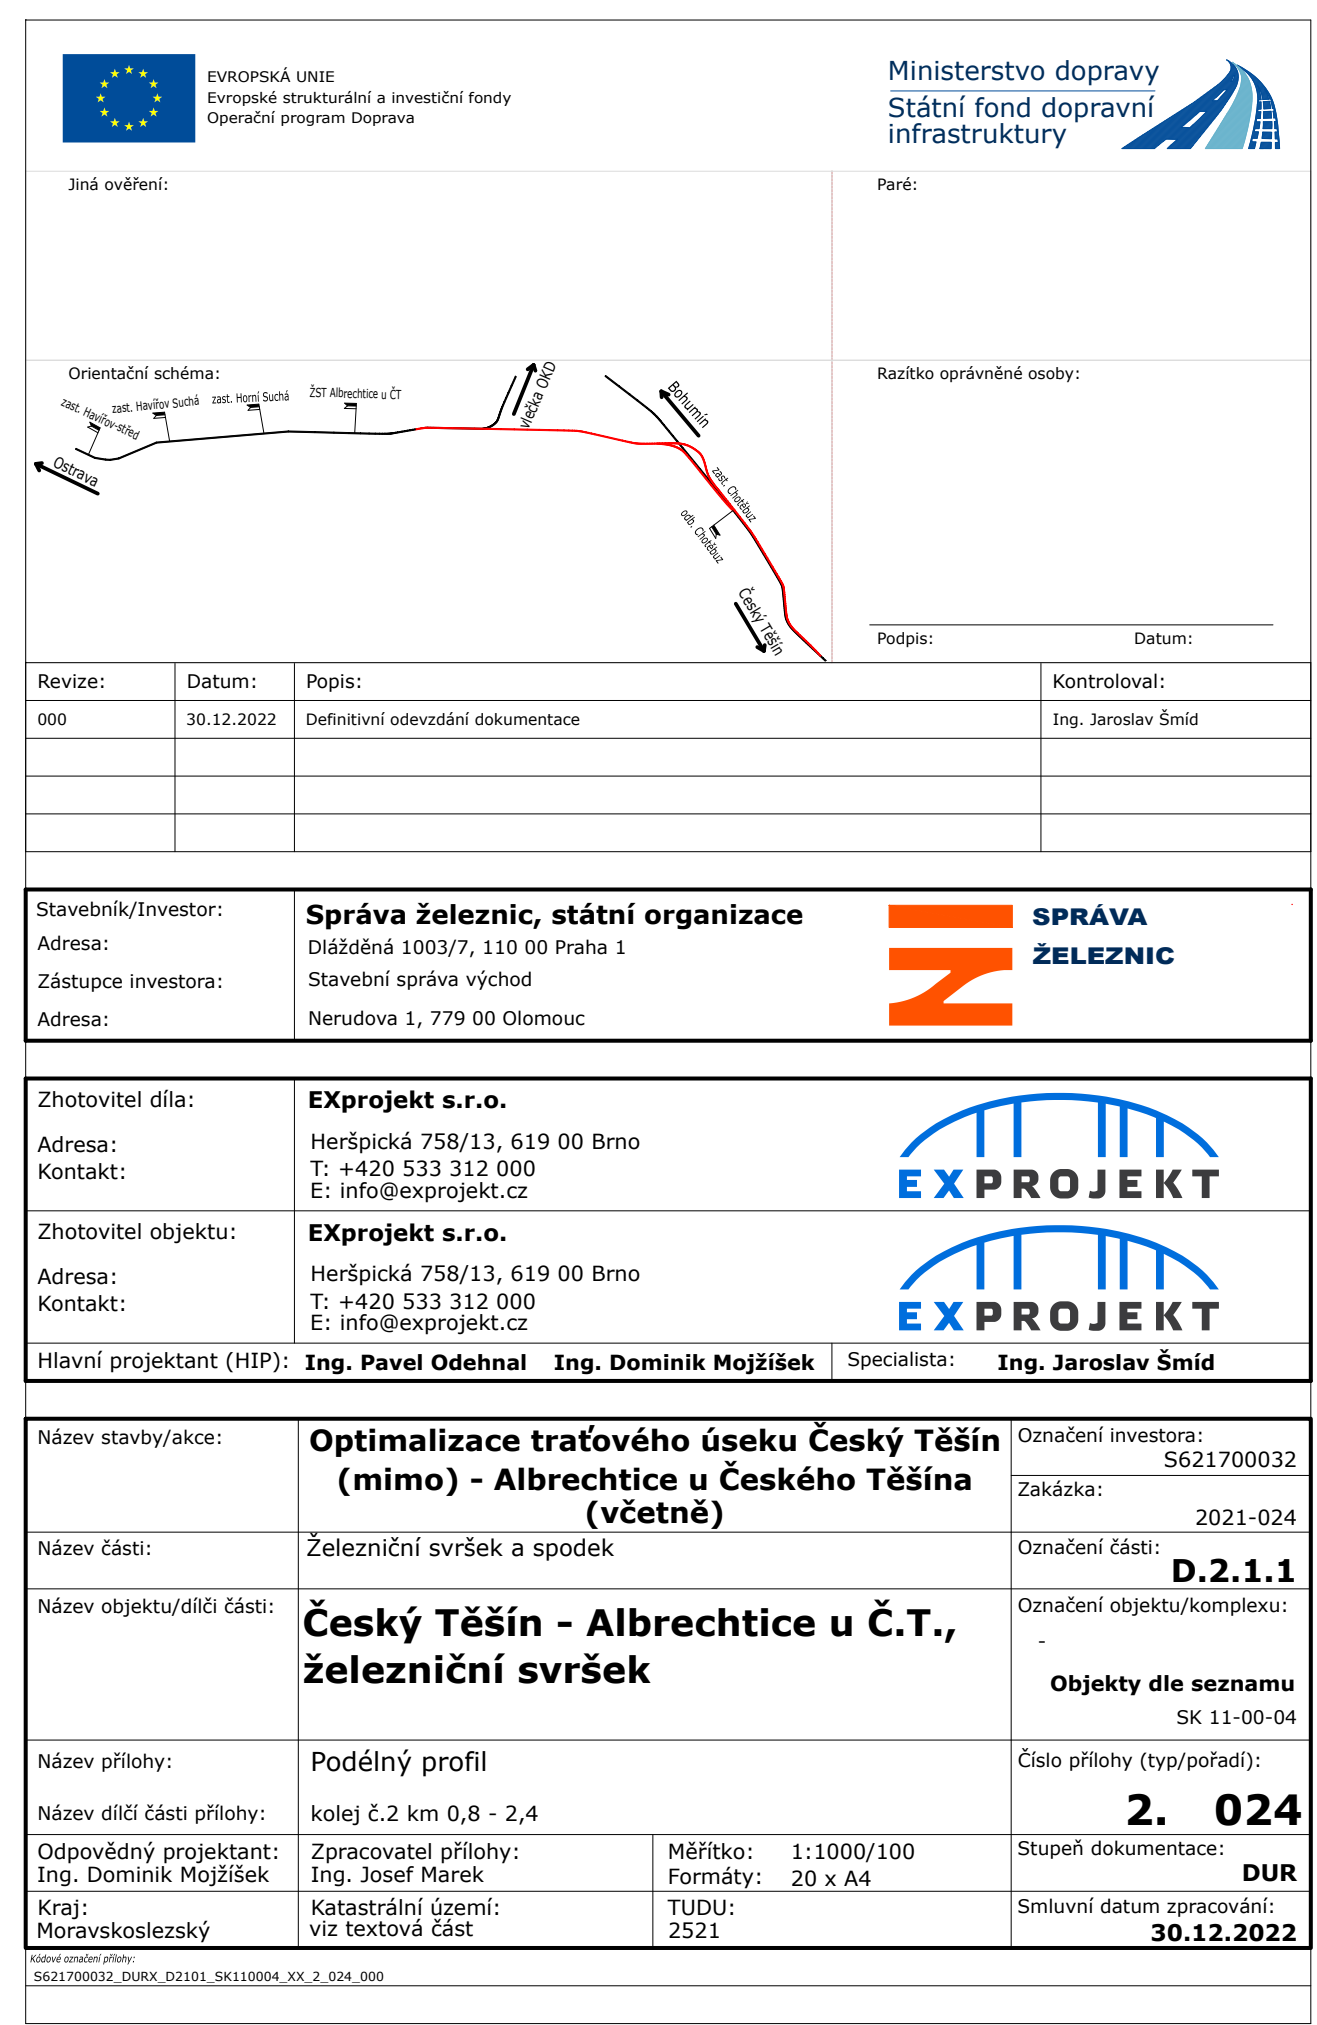 EVROPSKÁ UNIE
Evropské strukturální a investiční fondy
Operační program Doprava
Ministerstvo dopravy
Státní fond dopravní
infrastruktury
Jiná ověření:
Paré:
Orientační schéma:
Razítko oprávněné osoby:
zast. Havířov-střed
zast. Havířov Suchá
zast. Horní Suchá
ŽST Albrechtice u ČT
vlečka OKD
Bohumín
Ostrava
zast. Chotěbuz
odb. Chotěbuz
Český Těšín
Podpis:
Datum:
Revize:
Datum:
Popis:
Kontroloval:
000
30.12.2022
Definitivní odevzdání dokumentace
Ing. Jaroslav Šmíd
Stavebník/Investor:
Správa železnic, státní organizace
SPRÁVA
ŽELEZNIC
Adresa:
Dlážděná 1003/7, 110 00 Praha 1
Zástupce investora:
Stavební správa východ
Adresa:
Nerudova 1, 779 00 Olomouc
Zhotovitel díla:
EXprojekt s.r.o.
Adresa:
Heršpická 758/13, 619 00 Brno
Kontakt:
T: +420 533 312 000
E: info@exprojekt.cz
EXPROJEKT
Zhotovitel objektu:
EXprojekt s.r.o.
Adresa:
Heršpická 758/13, 619 00 Brno
Kontakt:
T: +420 533 312 000
E: info@exprojekt.cz
EXPROJEKT
Hlavní projektant (HIP):
Ing. Pavel Odehnal
Ing. Dominik Mojžíšek
Specialista:
Ing. Jaroslav Šmíd
Název stavby/akce:
Optimalizace traťového úseku Český Těšín
(mimo) - Albrechtice u Českého Těšína
(včetně)
Označení investora:
S621700032
Zakázka:
2021-024
Název části:
Železniční svršek a spodek
Označení části:
D.2.1.1
Název objektu/dílči části:
Český Těšín - Albrechtice u Č.T.,
železniční svršek
Označení objektu/komplexu:
-
Objekty dle seznamu
SK 11-00-04
Název přílohy:
Podélný profil
Číslo přílohy (typ/pořadí):
2. 024
Název dílčí části přílohy:
kolej č.2 km 0,8 - 2,4
Odpovědný projektant:
Ing. Dominik Mojžíšek
Zpracovatel přílohy:
Ing. Josef Marek
Měřítko: 1:1000/100
Formáty: 20 x A4
Stupeň dokumentace:
DUR
Kraj:
Moravskoslezský
Katastrální území:
viz textová část
TUDU:
2521
Smluvní datum zpracování:
30.12.2022
Kódové označení přílohy:
S621700032_DURX_D2101_SK110004_XX_2_024_000